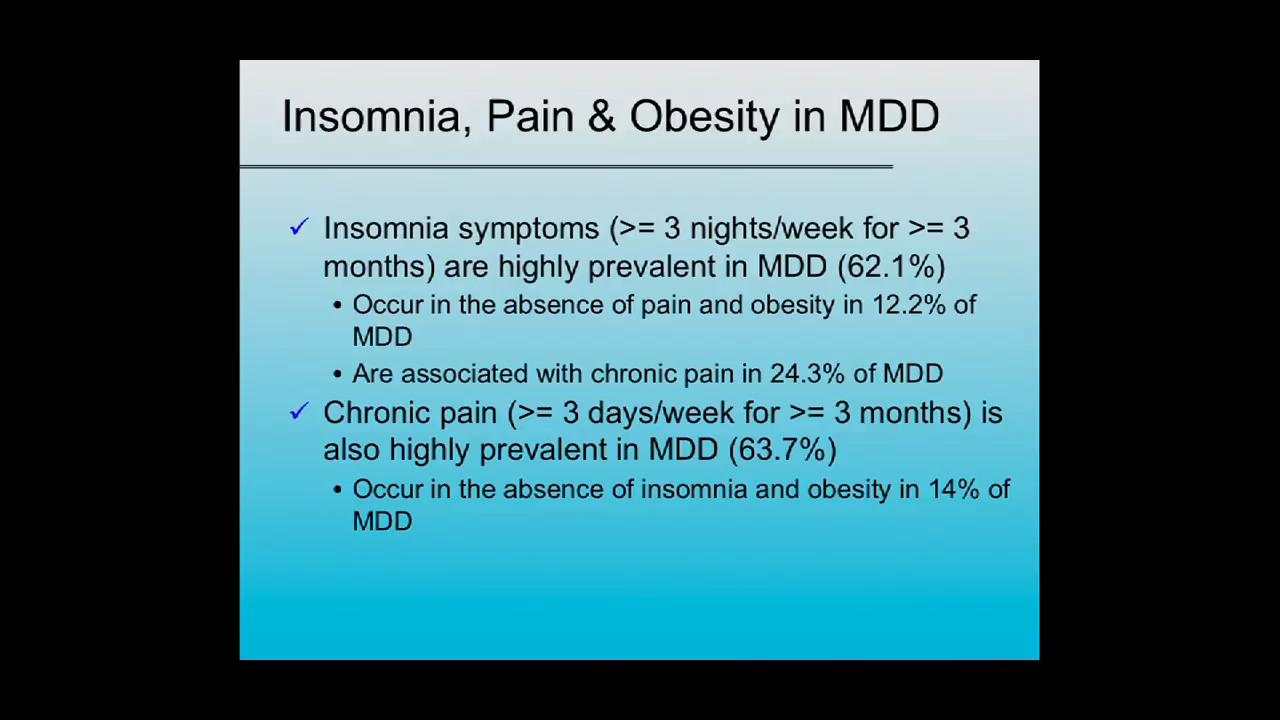 Insomnia, Pain & Obesity in MDD
✓ Insomnia symptoms (>= 3 nights/week for >= 3
months) are highly prevalent in MDD (62.1%)
• Occur in the absence of pain and obesity in 12.2% of
MDD
• Are associated with chronic pain in 24.3% of MDD
✓ Chronic pain (>= 3 days/week for >= 3 months) is
also highly prevalent in MDD (63.7%)
• Occur in the absence of insomnia and obesity in 14% of
MDD